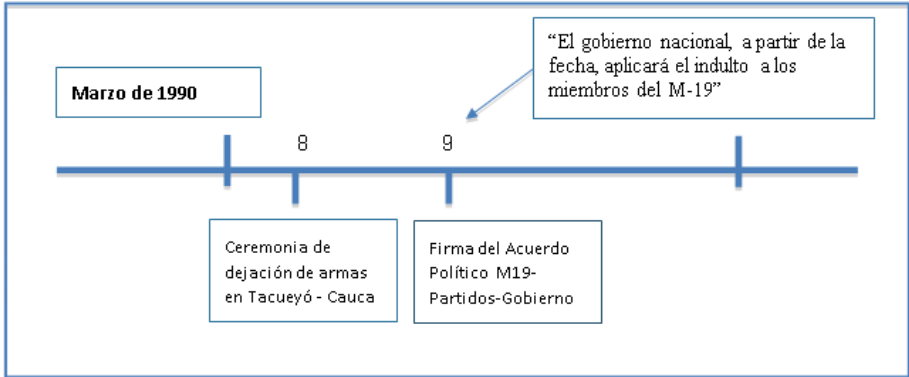 “El gobierno nacional, a partir de la
fecha, aplicará el indulto a los
miembros del M-19”
Marzo de 1990
8
9
Ceremonia de
dejación de armas
en Tacueyó - Cauca
Firma del Acuerdo
Político M19-
Partidos-Gobierno